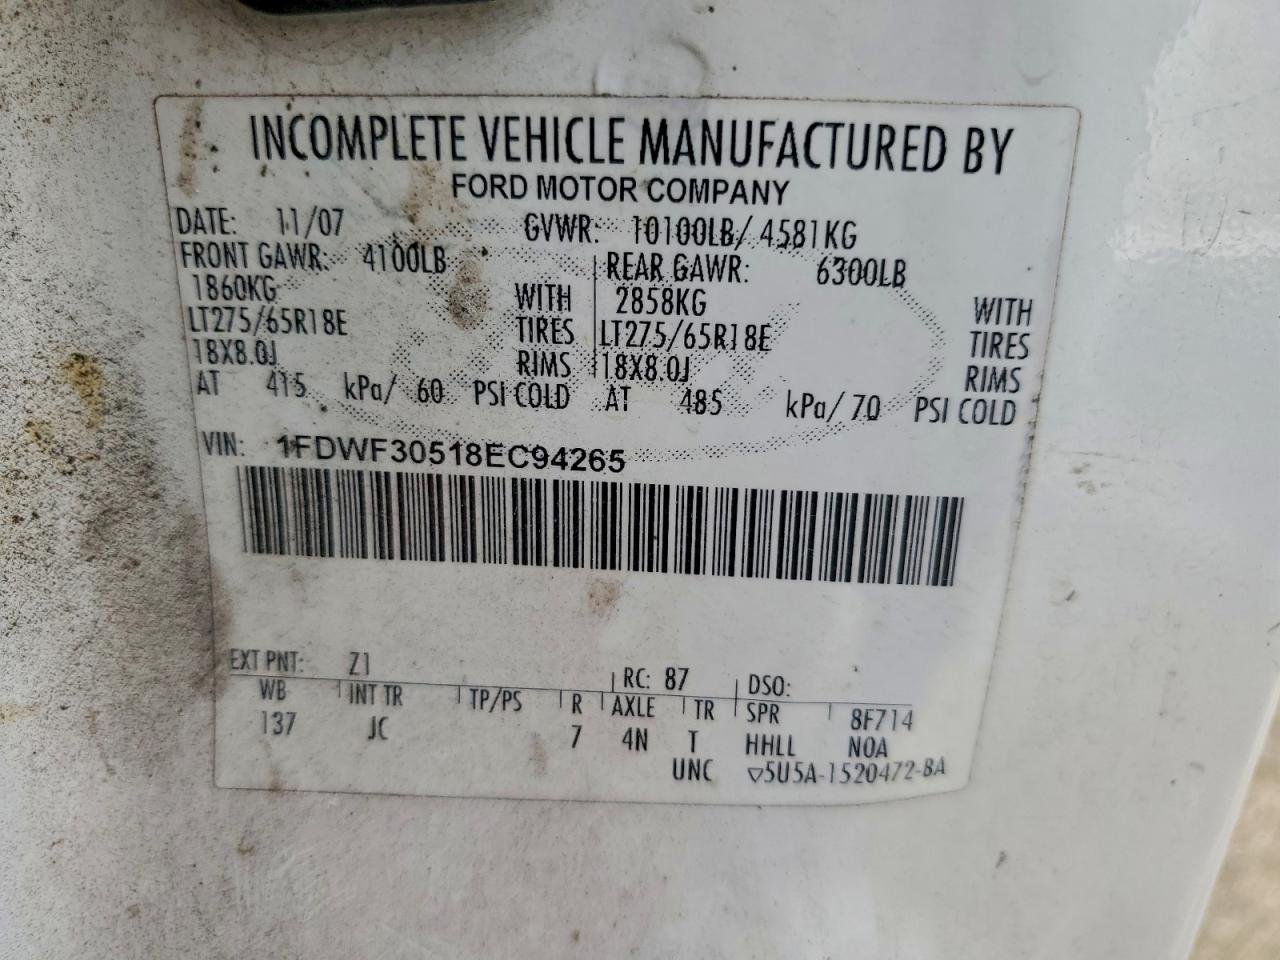 INCOMPLETE VEHICLE MANUFACTURED BY
FORD MOTOR COMPANY
DATE: 11/07 GVWR: 10100LB/ 4581KG
FRONT GAWR: 4100LB REAR GAWR: 6300LB
1860KG WITH 2858KG WITH
LT275/65R18E TIRES LT275/65R18E TIRES
18X8.0J RIMS 18X8.0J RIMS
AT 415 kPa/ 60 PSI COLD AT 485 kPa/ 70 PSI COLD
VIN: 1FDWF30518EC94265
EXT PNT: Z1 RC: 87 DSO:
WB INT TR TP/PS R AXLE TR SPR 8F714
137 JC 7 4N T HHLL N0A
UNC ▽5U5A-1520472-BA